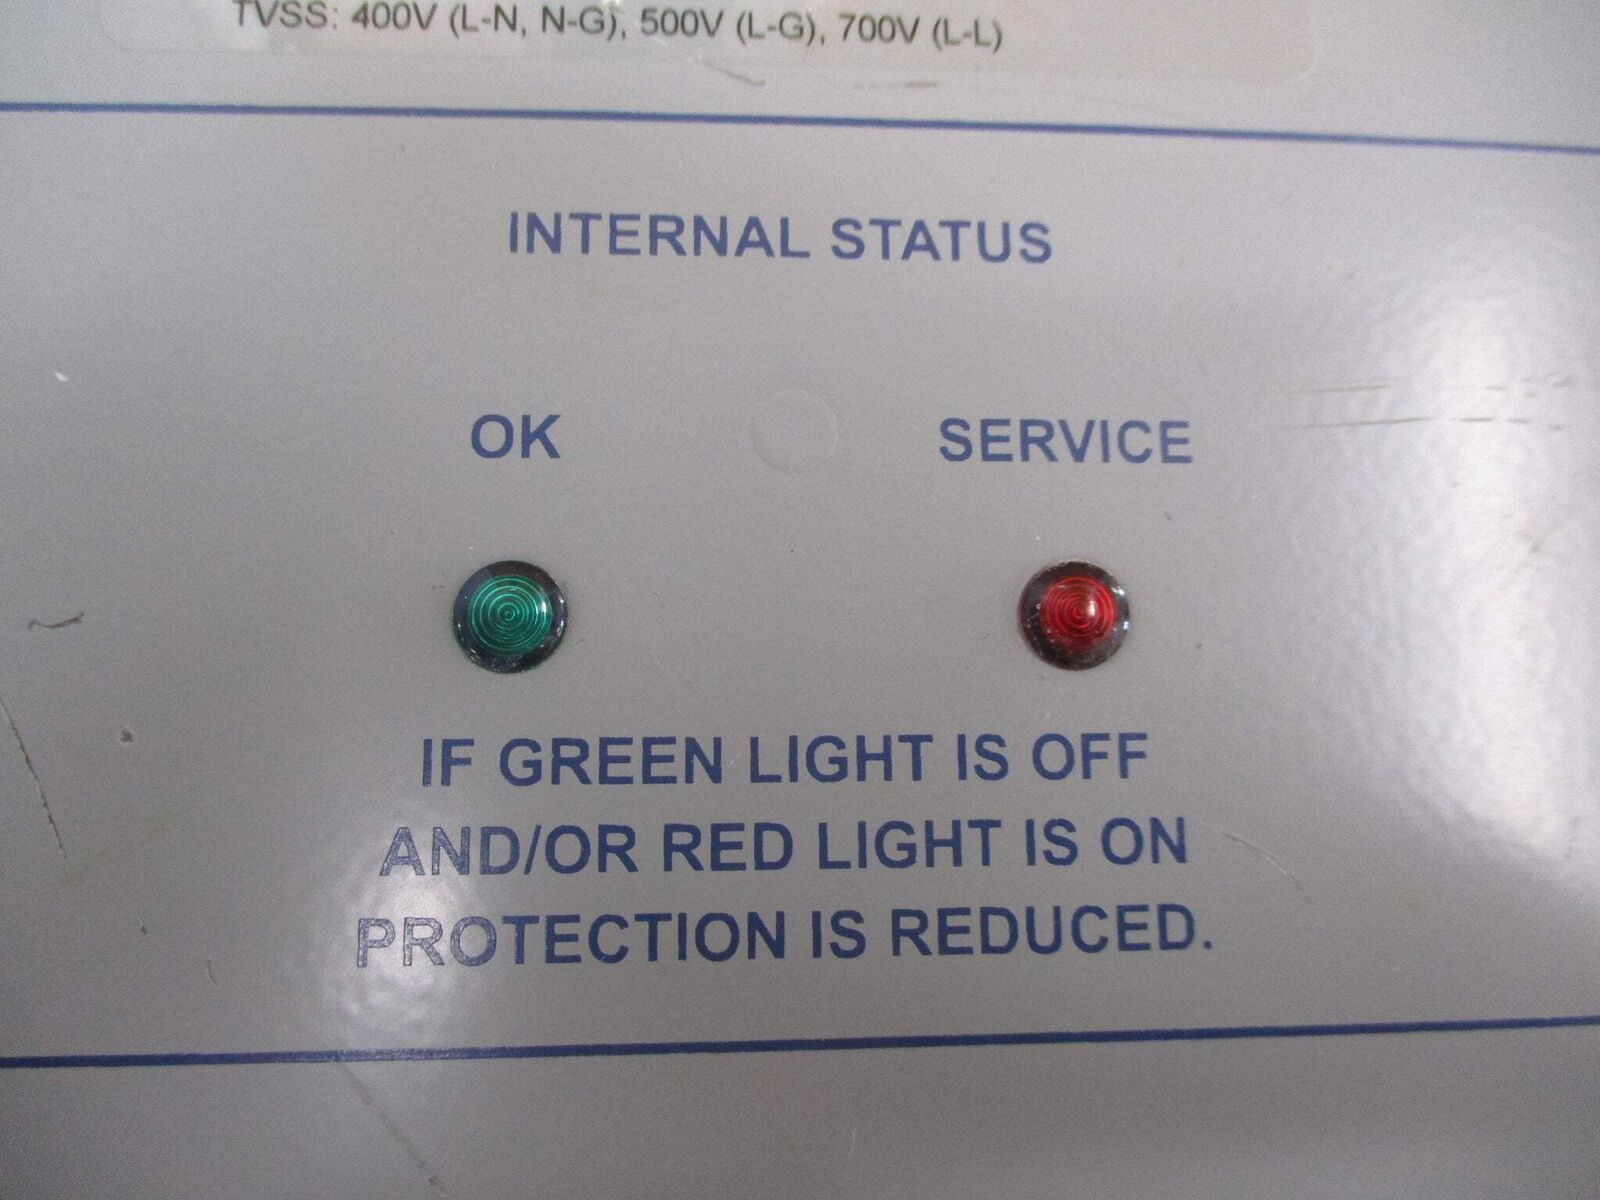 TVSS: 400V (L-N, N-G), 500V (L-G), 700V (L-L)
INTERNAL STATUS
OK SERVICE
IF GREEN LIGHT IS OFF
AND/OR RED LIGHT IS ON
PROTECTION IS REDUCED.